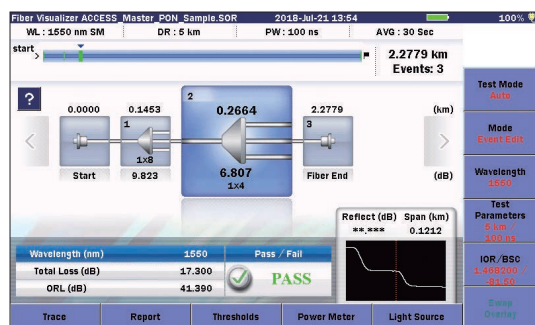 Fiber Visualizer ACCESS_Master_PON_Sample.SOR 2018-Jul-21 13:54 100%
WL : 1550 nm SM DR : 5 km PW : 100 ns AVG : 30 Sec
start
2.2779 km
Events: 3
?
2
0.0000 0.1453 0.2664 2.2779 (km)
1 3
1x8
Start 9.823 6.807 Fiber End (dB)
1x4
Reflect (dB) Span (km)
**.*** 0.1212
Wavelength (nm) 1550 Pass / Fail
Total Loss (dB) 17.300
PASS
ORL (dB) 41.390
Trace Report Thresholds Power Meter Light Source
Test Mode
Auto
Mode
Event Edit
Wavelength
1550
Test
Parameters
5 km /
100 ns
IOR/BSC
1.468200 /
-81.50
Swap
Overlay